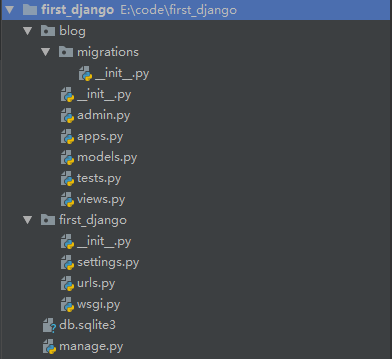 first_django E:\code\first_django
blog
migrations
__init__.py
__init__.py
admin.py
apps.py
models.py
tests.py
views.py
first_django
__init__.py
settings.py
urls.py
wsgi.py
db.sqlite3
manage.py